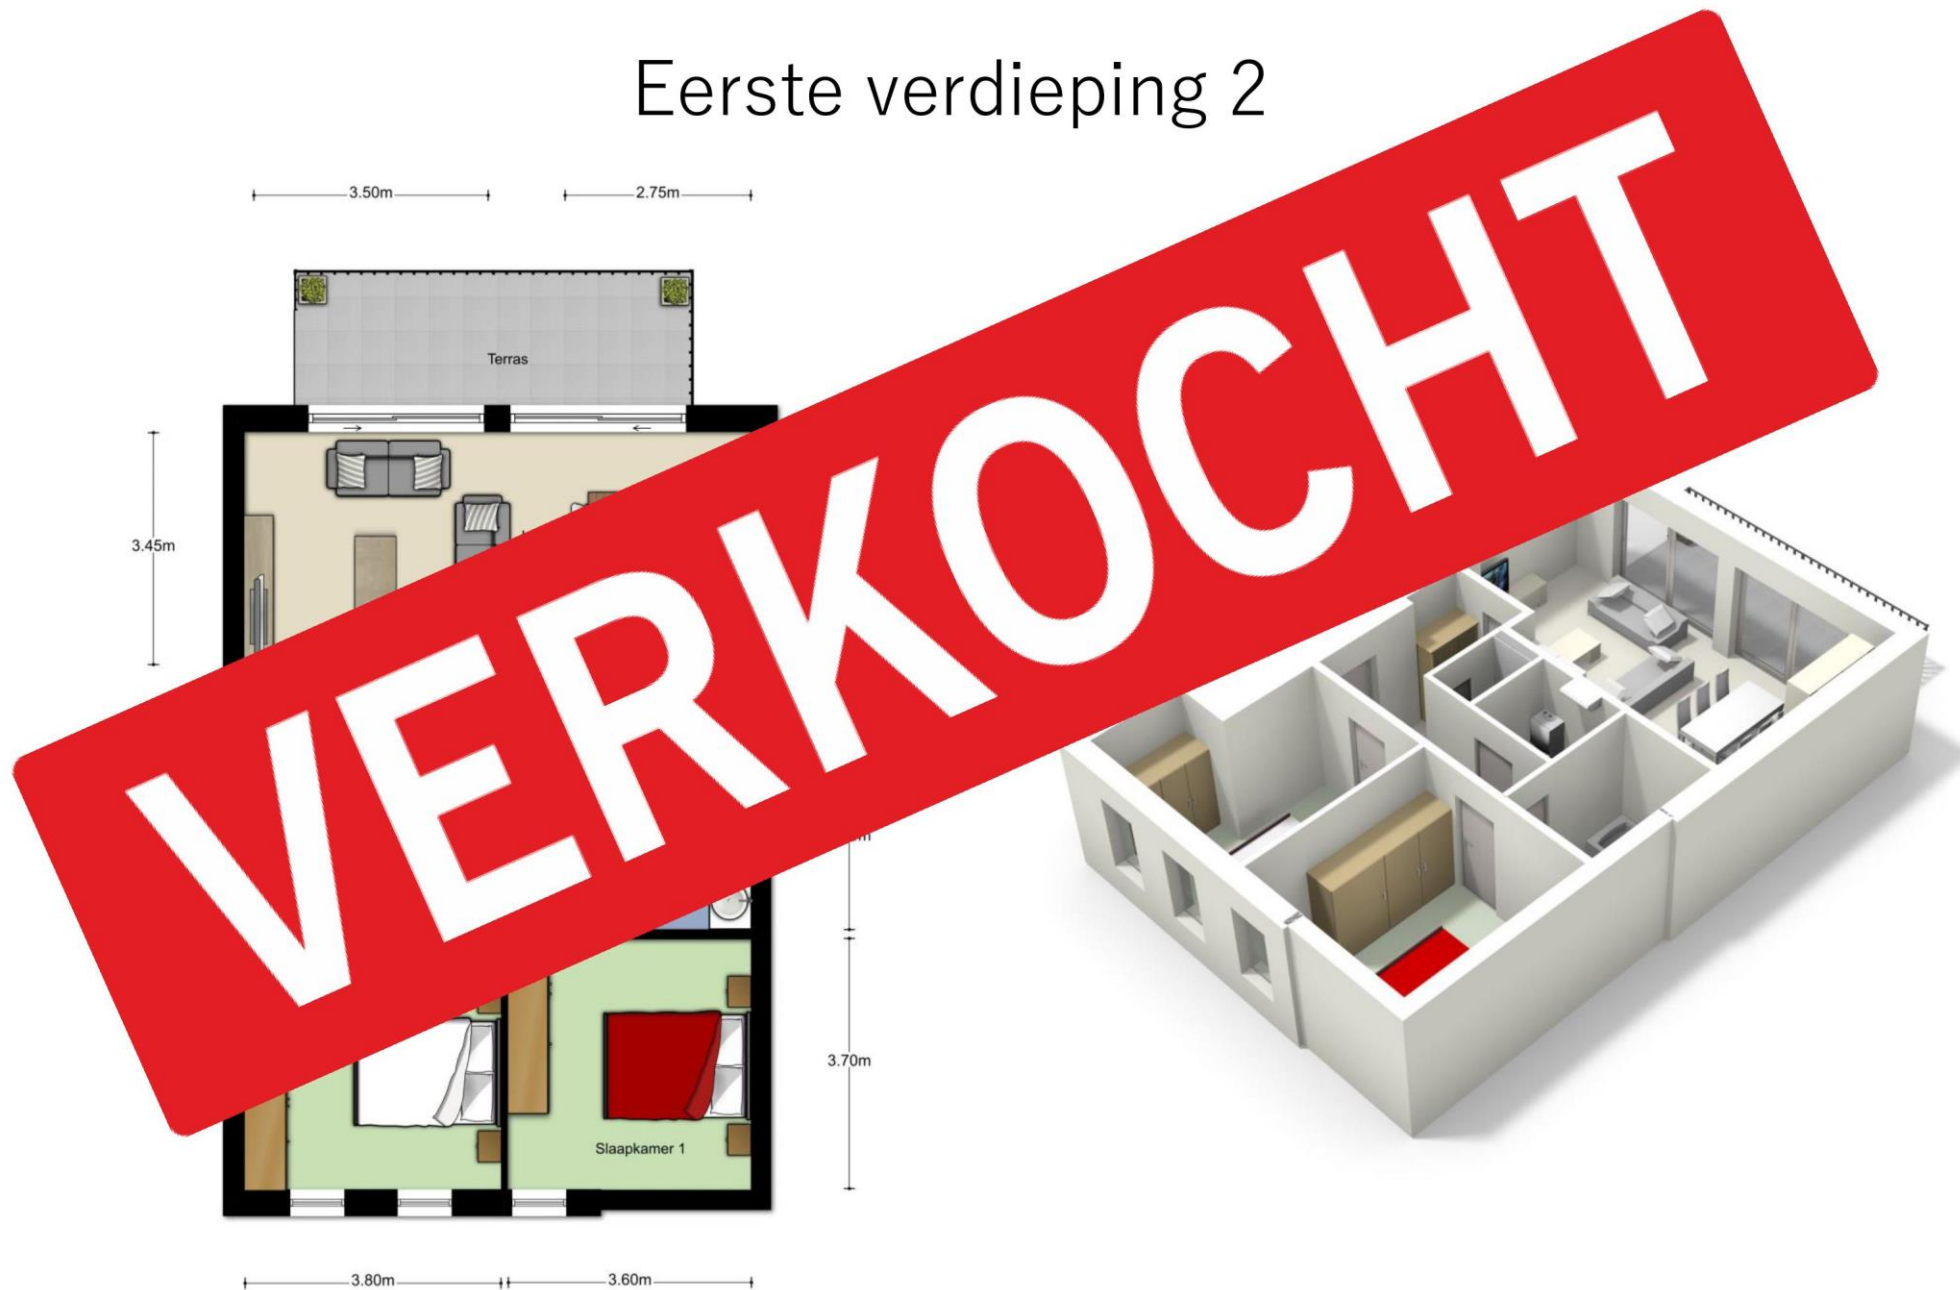 Eerste verdieping 2
3.50m
2.75m
Terras
3.45m
VERKOCHT
3.70m
Slaapkamer 1
3.80m
3.60m